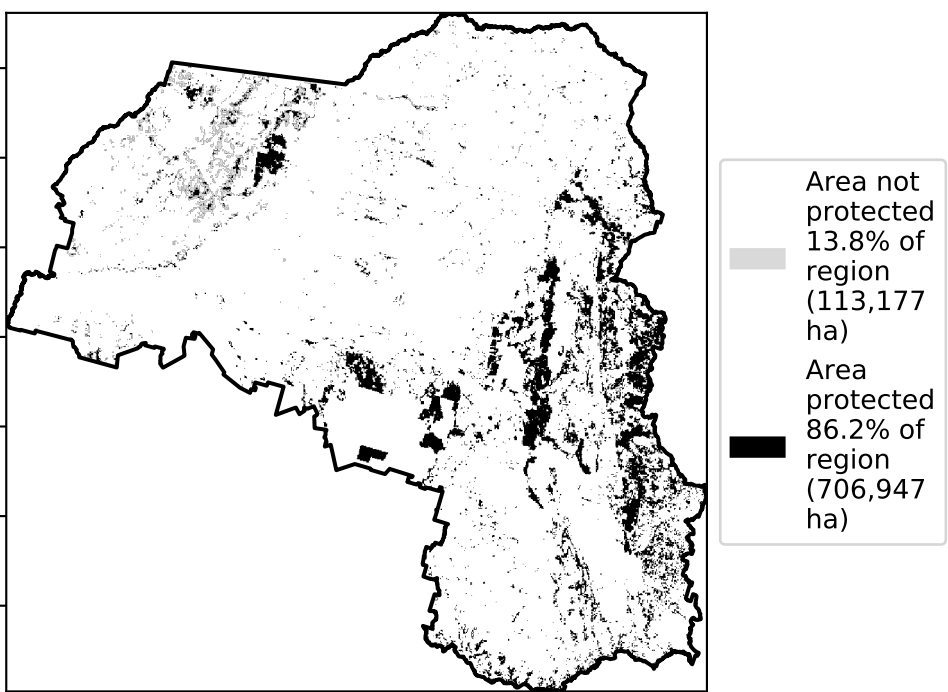 Area not
protected
13.8% of
region
(113,177
ha)
Area
protected
86.2% of
region
(706,947
ha)